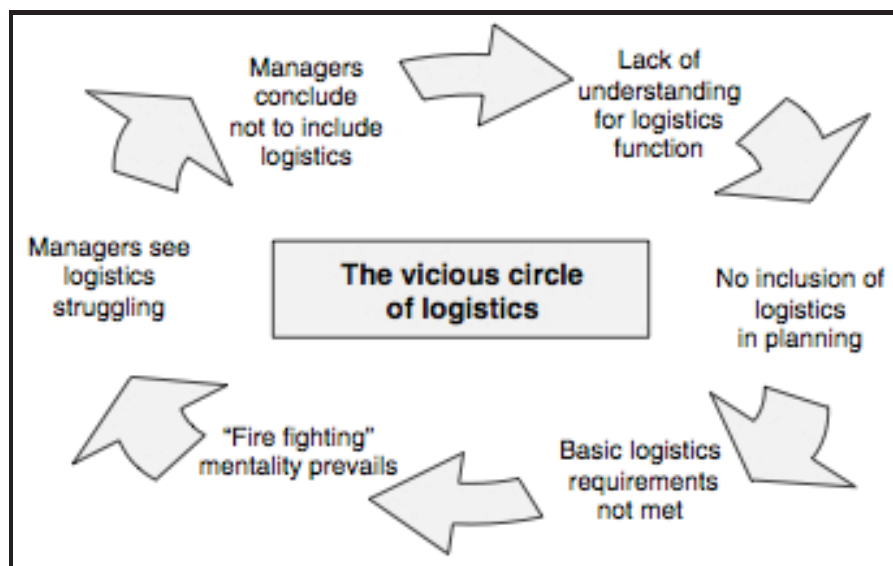 Managers
conclude
not to include
logistics
Lack of
understanding
for logistics
function
No inclusion of
logistics
in planning
Basic logistics
requirements
not met
“Fire fighting”
mentality prevails
Managers see
logistics
struggling
The vicious circle
of logistics